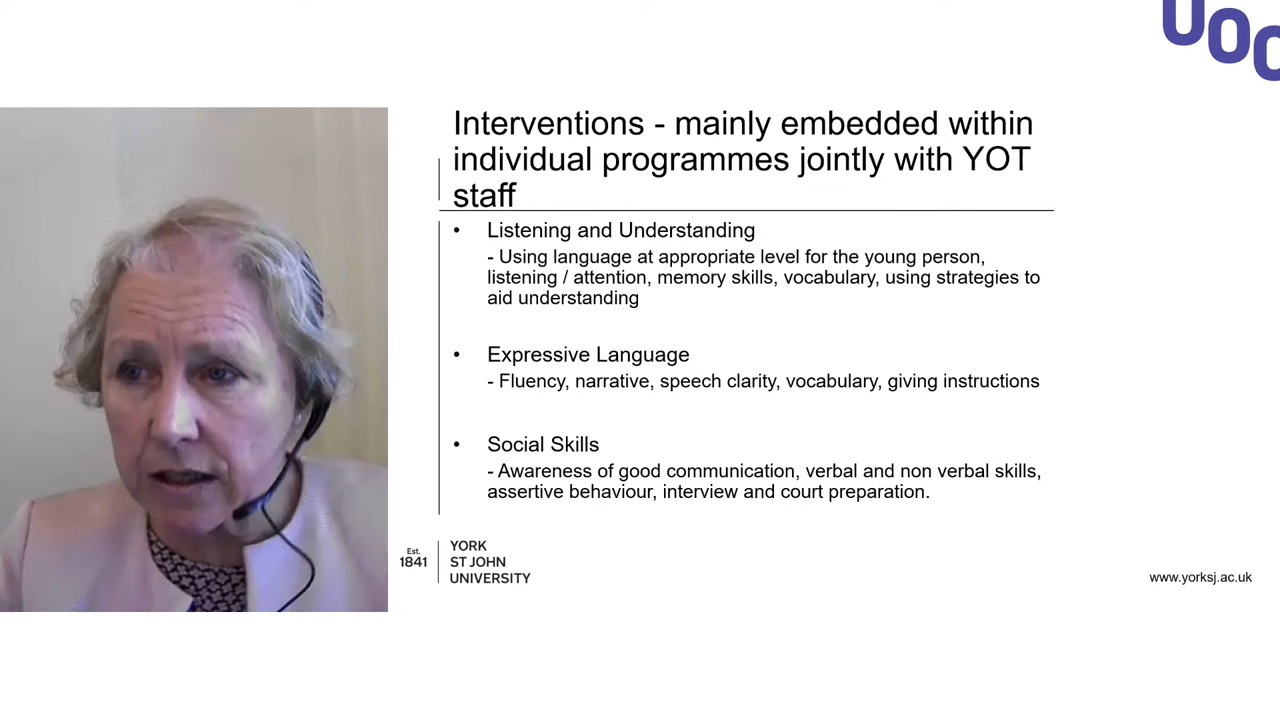 UOC
Interventions - mainly embedded within
individual programmes jointly with YOT
staff
• Listening and Understanding
- Using language at appropriate level for the young person,
listening / attention, memory skills, vocabulary, using strategies to
aid understanding
• Expressive Language
- Fluency, narrative, speech clarity, vocabulary, giving instructions
• Social Skills
- Awareness of good communication, verbal and non verbal skills,
assertive behaviour, interview and court preparation.
Est.
1841
YORK
ST JOHN
UNIVERSITY
www.yorksj.ac.uk